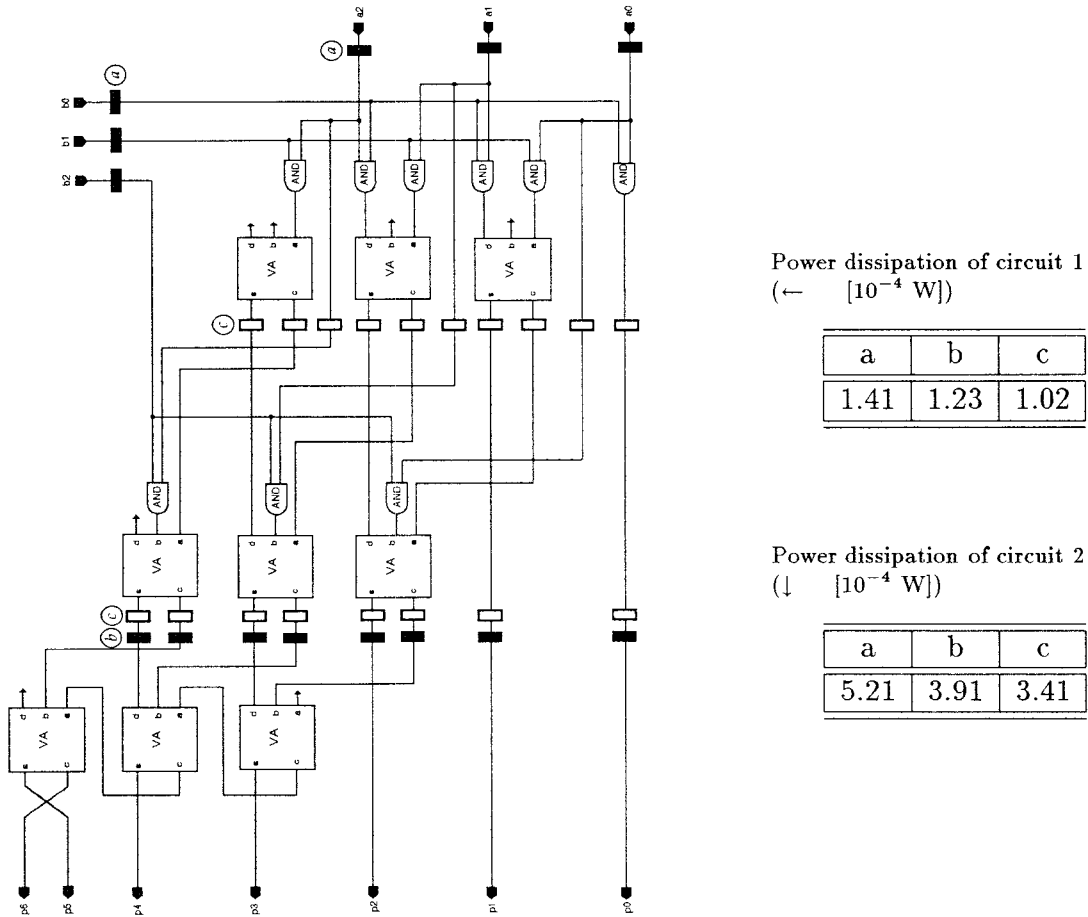 a2 a1 a0
a
a
b0
b1
b2
AND AND AND AND AND AND
d b a d b a d b a
VA VA VA
s c s c s c
c
AND AND AND
d b a d b a d b a
VA VA VA
s c s c s c
c
b
d b a d b a d b a
VA VA VA
s c s c s c
p6 p5 p4 p3 p2 p1 p0
Power dissipation of circuit 1
(← [10⁻⁴ W])
a b c
1.41 1.23 1.02
Power dissipation of circuit 2
(↓ [10⁻⁴ W])
a b c
5.21 3.91 3.41